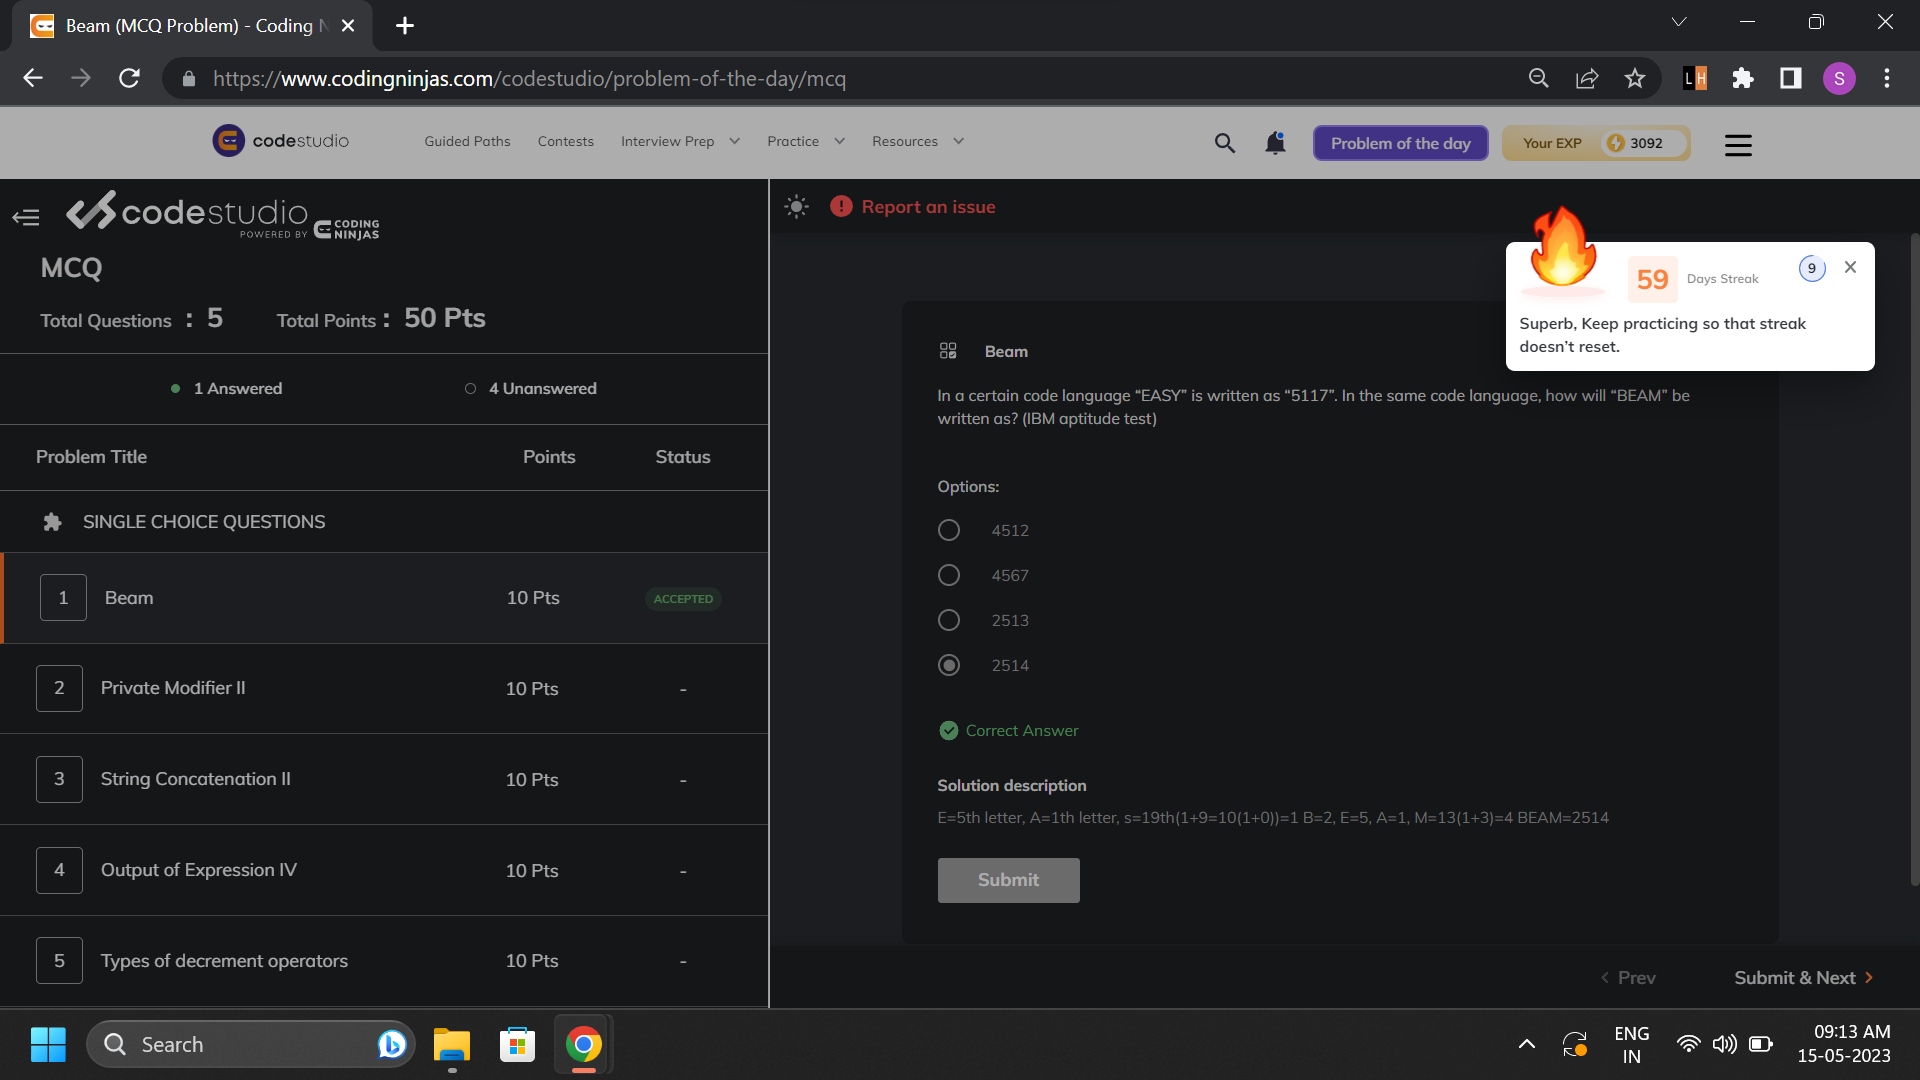 Beam (MCQ Problem) - Coding N
https://www.codingninjas.com/codestudio/problem-of-the-day/mcq
L H
S
codestudio
Guided Paths
Contests
Interview Prep
Practice
Resources
Problem of the day
Your EXP
3092
codestudio
POWERED BY CODING NINJAS
Report an issue
MCQ
Total Questions : 5
Total Points : 50 Pts
1 Answered
4 Unanswered
Problem Title
Points
Status
SINGLE CHOICE QUESTIONS
1
Beam
10 Pts
ACCEPTED
2
Private Modifier II
10 Pts
-
3
String Concatenation II
10 Pts
-
4
Output of Expression IV
10 Pts
-
5
Types of decrement operators
10 Pts
-
59
Days Streak
9
Superb, Keep practicing so that streak
doesn't reset.
Beam
In a certain code language “EASY” is written as “5117”. In the same code language, how will “BEAM” be
written as? (IBM aptitude test)
Options:
4512
4567
2513
2514
Correct Answer
Solution description
E=5th letter, A=1th letter, s=19th(1+9=10(1+0))=1 B=2, E=5, A=1, M=13(1+3)=4 BEAM=2514
Submit
Prev
Submit & Next
Search
ENG
IN
09:13 AM
15-05-2023